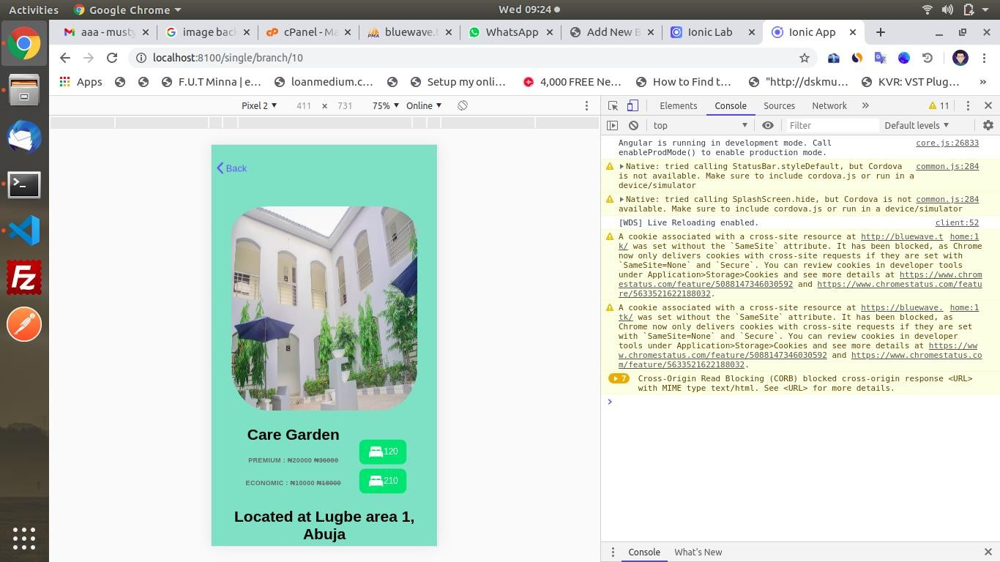 Activities
Google Chrome
Wed 09:24
aaa - musty
image back
cPanel - Ma
bluewave.t
WhatsApp
Add New B
Ionic Lab
Ionic App
localhost:8100/single/branch/10
Apps
F.U.T Minna | e...
loanmedium.c...
Setup my onli...
4,000 FREE Ne...
How to Find t...
"http://dskmu...
KVR: VST Plug...
»
Pixel 2
411 × 731
75%
Online
Elements
Console
Sources
Network
»
11
top
Filter
Default levels
Angular is running in development mode. Call core.js:26833
enableProdMode() to enable production mode.
Native: tried calling StatusBar.styleDefault, but Cordova common.js:284
is not available. Make sure to include cordova.js or run in a
device/simulator
Native: tried calling SplashScreen.hide, but Cordova is not common.js:284
available. Make sure to include cordova.js or run in a device/simulator
[WDS] Live Reloading enabled. client:52
A cookie associated with a cross-site resource at http://bluewave.t home:1
k/ was set without the `SameSite` attribute. It has been blocked, as Chrome
now only delivers cookies with cross-site requests if they are set with
`SameSite=None` and `Secure`. You can review cookies in developer tools
under Application>Storage>Cookies and see more details at https://www.chrom
estatus.com/feature/5088147346030592 and https://www.chromestatus.com/featu
re/5633521622188032.
A cookie associated with a cross-site resource at https://bluewave. home:1
tk/ was set without the `SameSite` attribute. It has been blocked, as
Chrome now only delivers cookies with cross-site requests if they are set
with `SameSite=None` and `Secure`. You can review cookies in developer
tools under Application>Storage>Cookies and see more details at https://ww
w.chromestatus.com/feature/5088147346030592 and https://www.chromestatus.co
m/feature/5633521622188032.
7 Cross-Origin Read Blocking (CORB) blocked cross-origin response <URL>
with MIME type text/html. See <URL> for more details.
Back
Care Garden
PREMIUM : ₦20000 ₦36000
120
ECONOMIC : ₦10000 ₦18000
210
Located at Lugbe area 1,
Abuja
Console
What's New